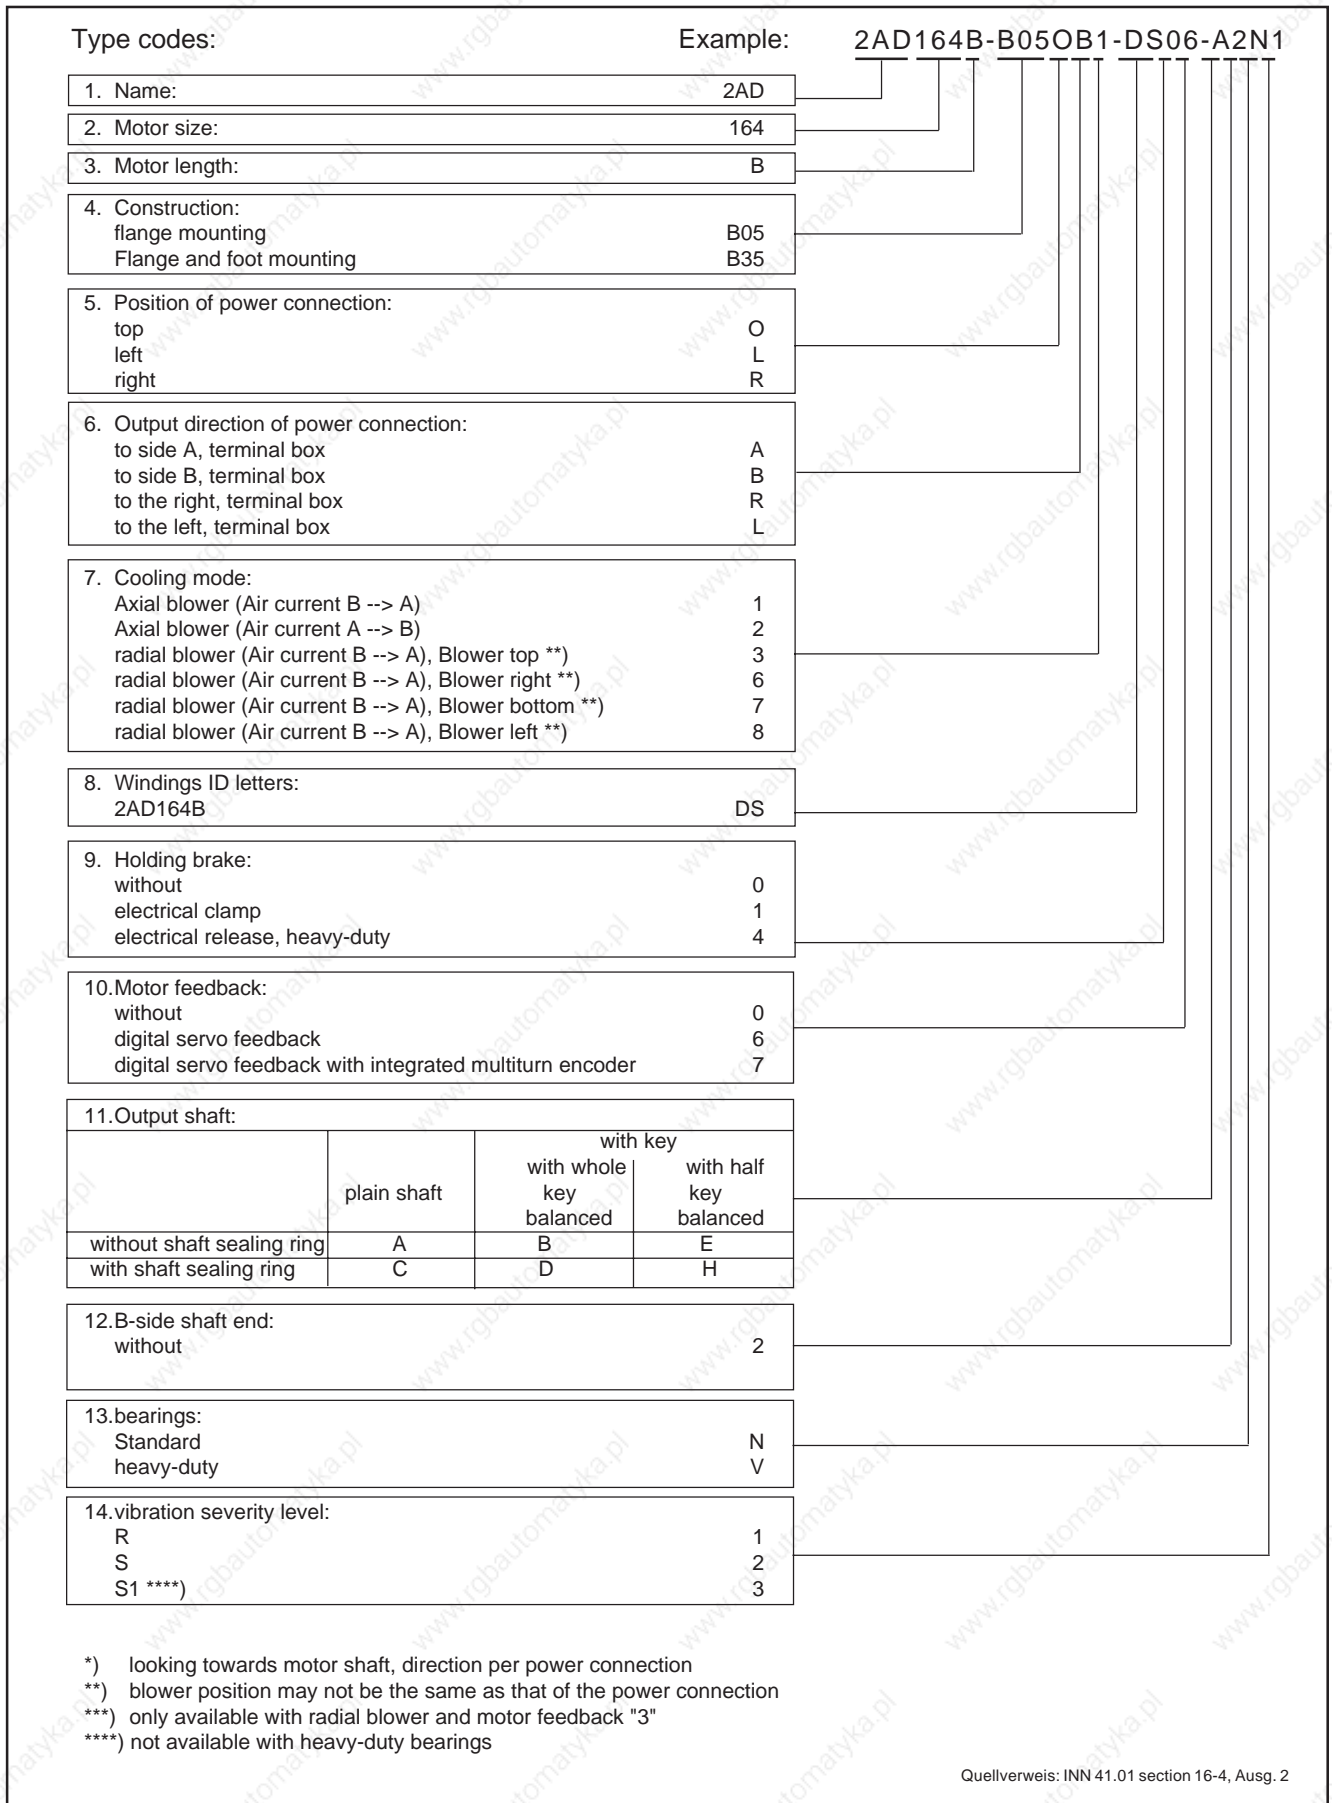 Type codes: Example: 2AD164B-B05OB1-DS06-A2N1
1. Name: 2AD
2. Motor size: 164
3. Motor length: B
4. Construction:
flange mounting B05
Flange and foot mounting B35
5. Position of power connection:
top O
left L
right R
6. Output direction of power connection:
to side A, terminal box A
to side B, terminal box B
to the right, terminal box R
to the left, terminal box L
7. Cooling mode:
Axial blower (Air current B --> A) 1
Axial blower (Air current A --> B) 2
radial blower (Air current B --> A), Blower top **) 3
radial blower (Air current B --> A), Blower right **) 6
radial blower (Air current B --> A), Blower bottom **) 7
radial blower (Air current B --> A), Blower left **) 8
8. Windings ID letters:
2AD164B DS
9. Holding brake:
without 0
electrical clamp 1
electrical release, heavy-duty 4
10.Motor feedback:
without 0
digital servo feedback 6
digital servo feedback with integrated multiturn encoder 7
11.Output shaft:
with key
with whole with half
plain shaft key key
balanced balanced
without shaft sealing ring A B E
with shaft sealing ring C D H
12.B-side shaft end:
without 2
13.bearings:
Standard N
heavy-duty V
14.vibration severity level:
R 1
S 2
S1 ****) 3
*) looking towards motor shaft, direction per power connection
**) blower position may not be the same as that of the power connection
***) only available with radial blower and motor feedback "3"
****) not available with heavy-duty bearings
Quellverweis: INN 41.01 section 16-4, Ausg. 2
www.rgbautomatyka.pl